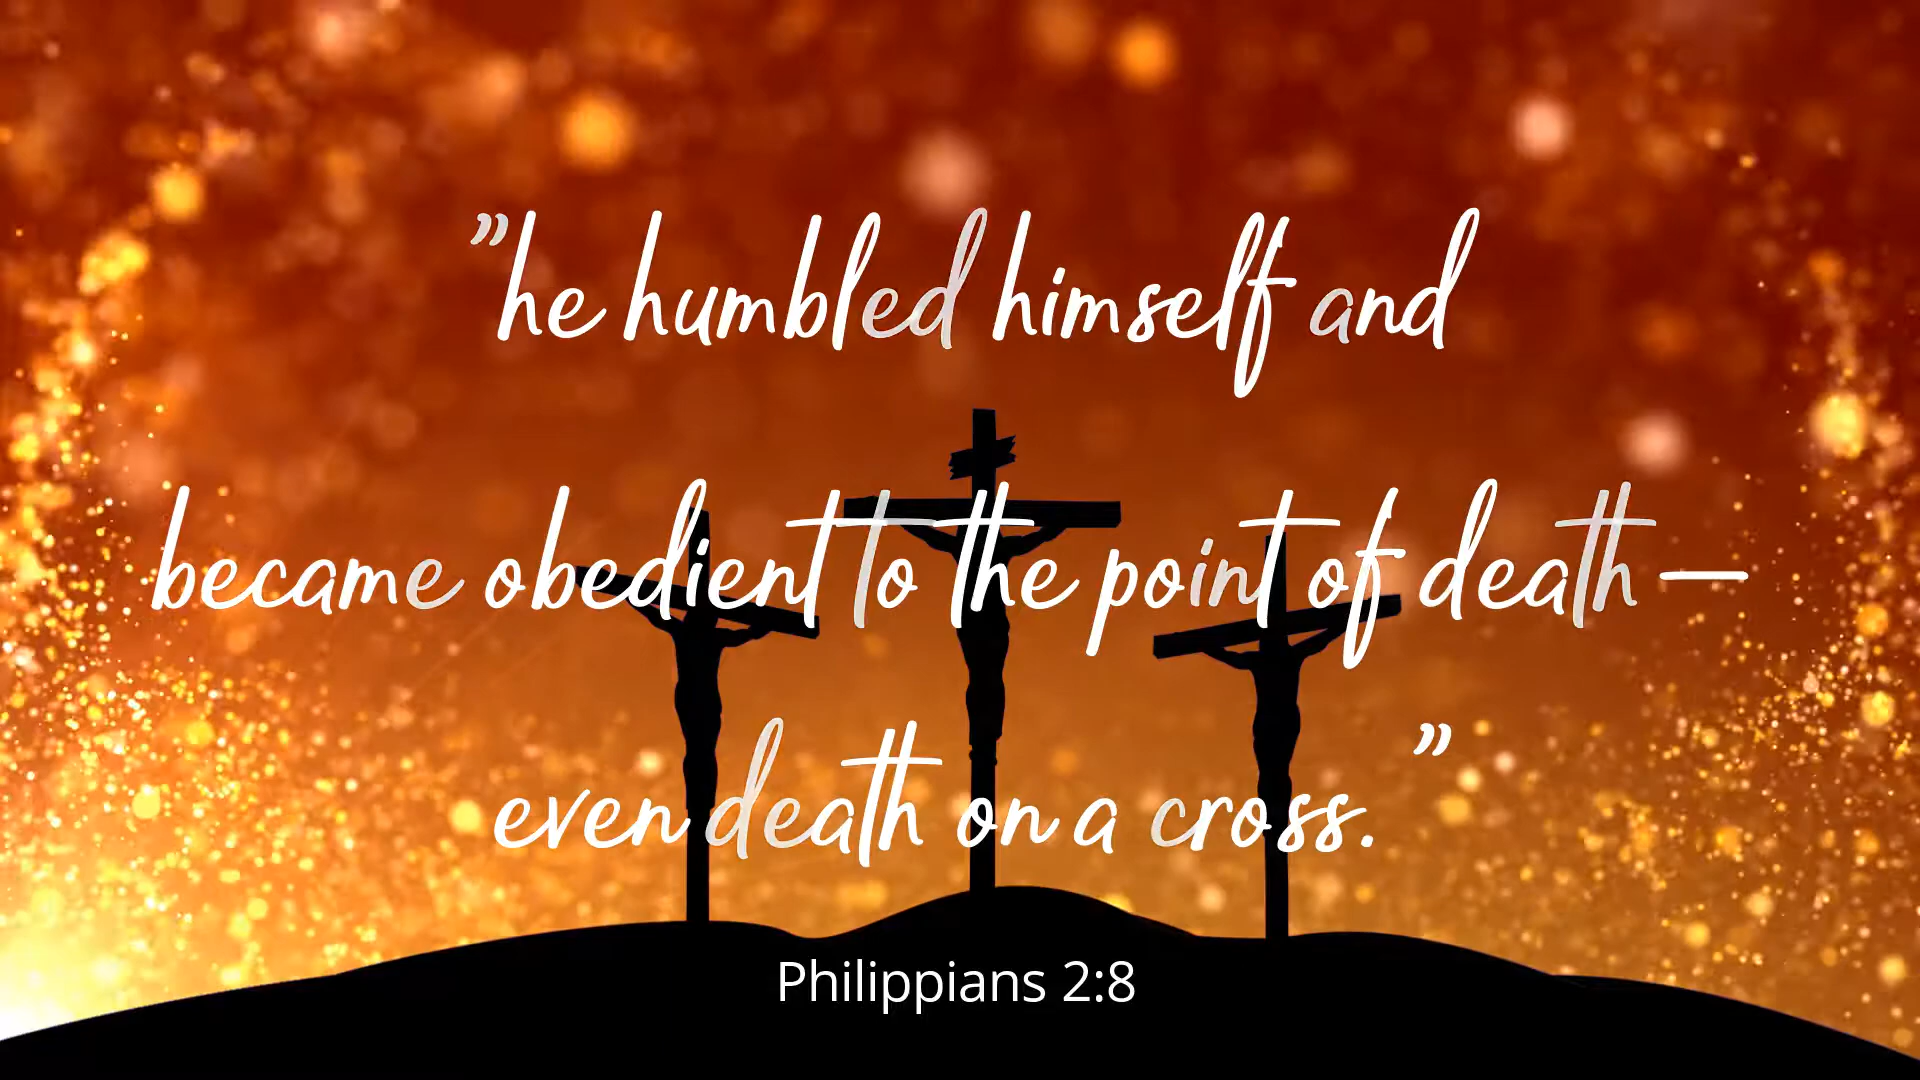 ”he humbled himself and
became obedient to the point of death—
even death on a cross.”
Philippians 2:8